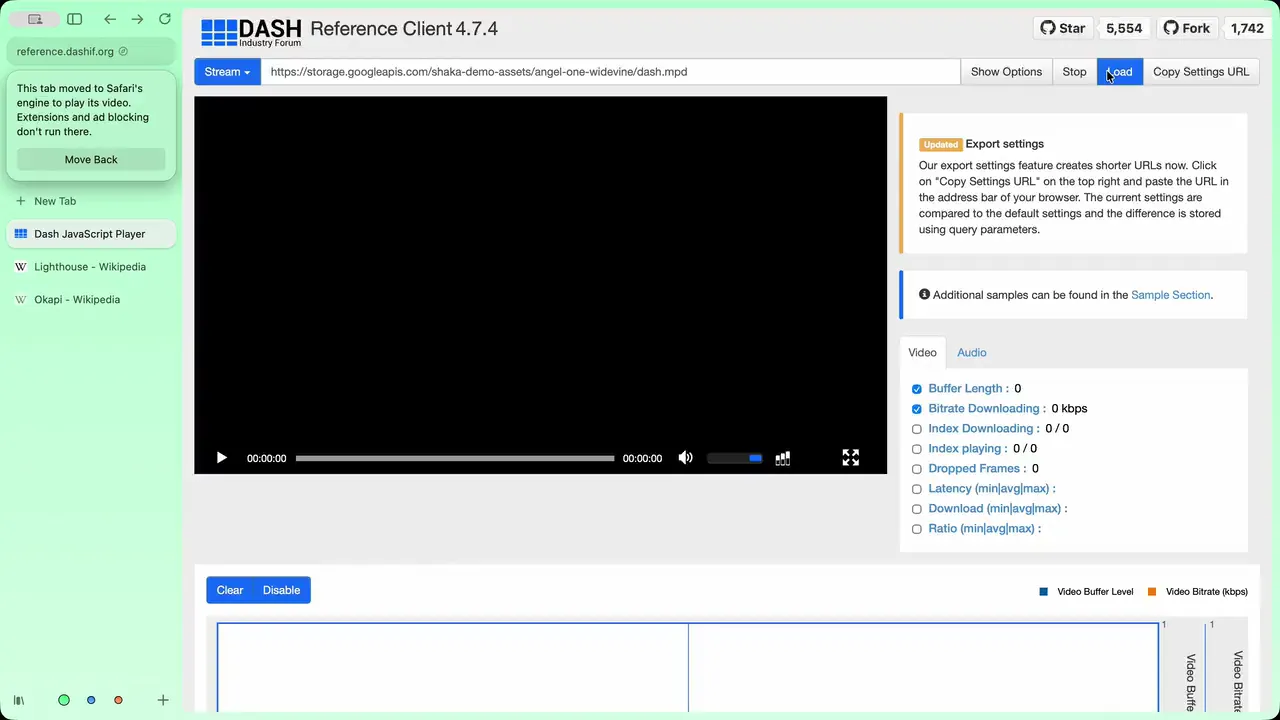 reference.dashif.org
This tab moved to Safari's
engine to play its video.
Extensions and ad blocking
don't run there.
Move Back
New Tab
Dash JavaScript Player
Lighthouse - Wikipedia
Okapi - Wikipedia
DASH
Industry Forum
Reference Client 4.7.4
Star 5,554 Fork 1,742
Stream https://storage.googleapis.com/shaka-demo-assets/angel-one-widevine/dash.mpd Show Options Stop Load Copy Settings URL
00:00:00 00:00:00
Updated Export settings
Our export settings feature creates shorter URLs now. Click
on "Copy Settings URL" on the top right and paste the URL in
the address bar of your browser. The current settings are
compared to the default settings and the difference is stored
using query parameters.
Additional samples can be found in the Sample Section.
Video Audio
Buffer Length : 0
Bitrate Downloading : 0 kbps
Index Downloading : 0 / 0
Index playing : 0 / 0
Dropped Frames : 0
Latency (min|avg|max) :
Download (min|avg|max) :
Ratio (min|avg|max) :
Clear Disable
Video Buffer Level Video Bitrate (kbps)
1 1
Video Buffe
Video Bitrate